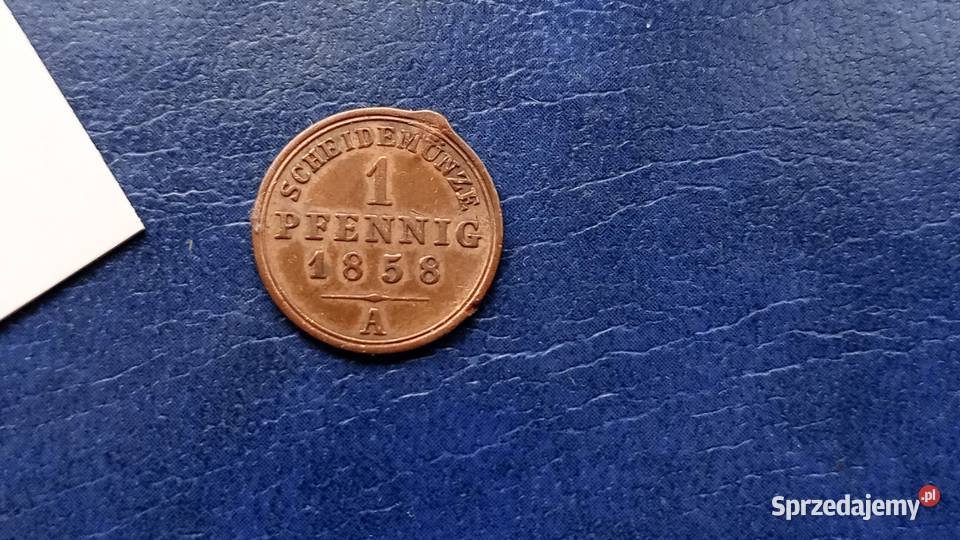 SCHEIDEMÜNZE
1
PFENNIG
1858
A
Sprzedajemy.pl